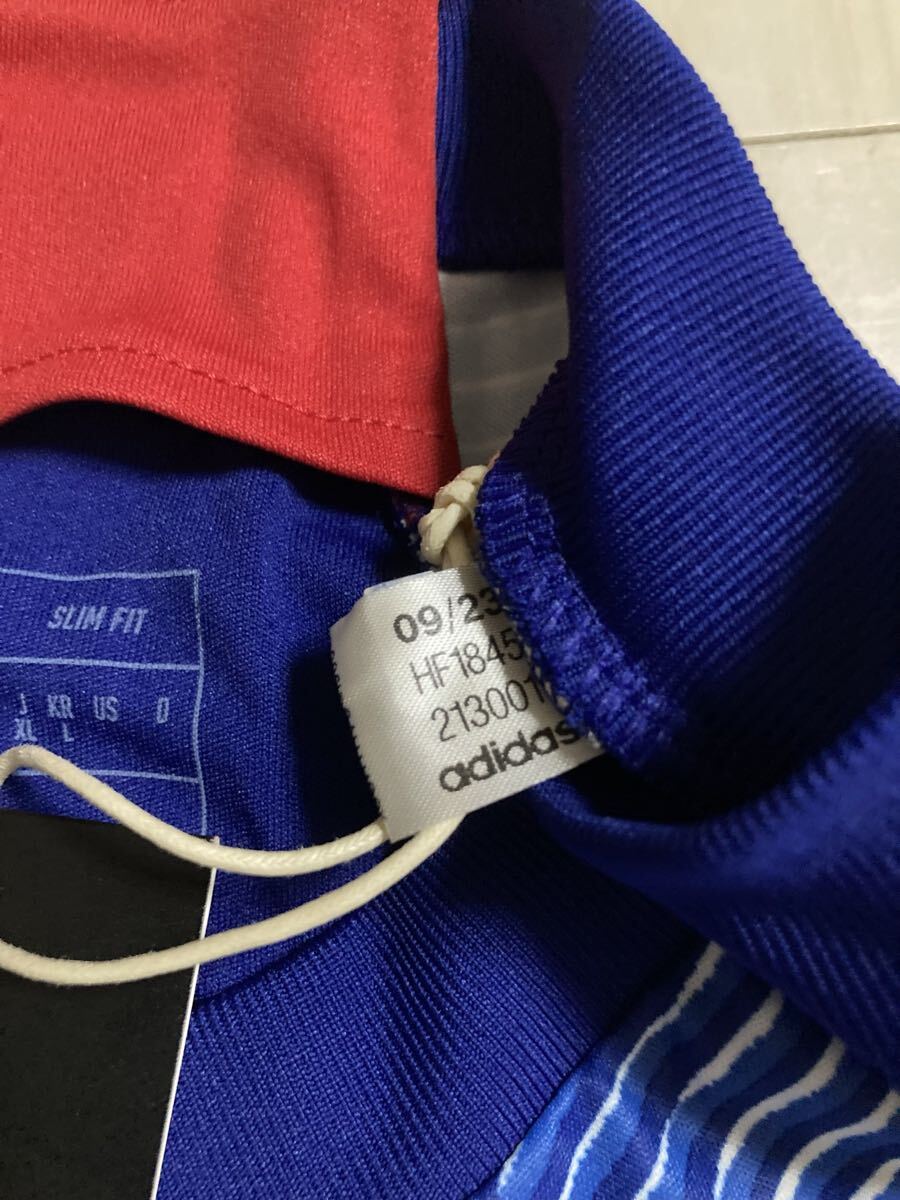 SLIM FIT
J KR US D
XL L
09/23
HF1845
213001
adidas